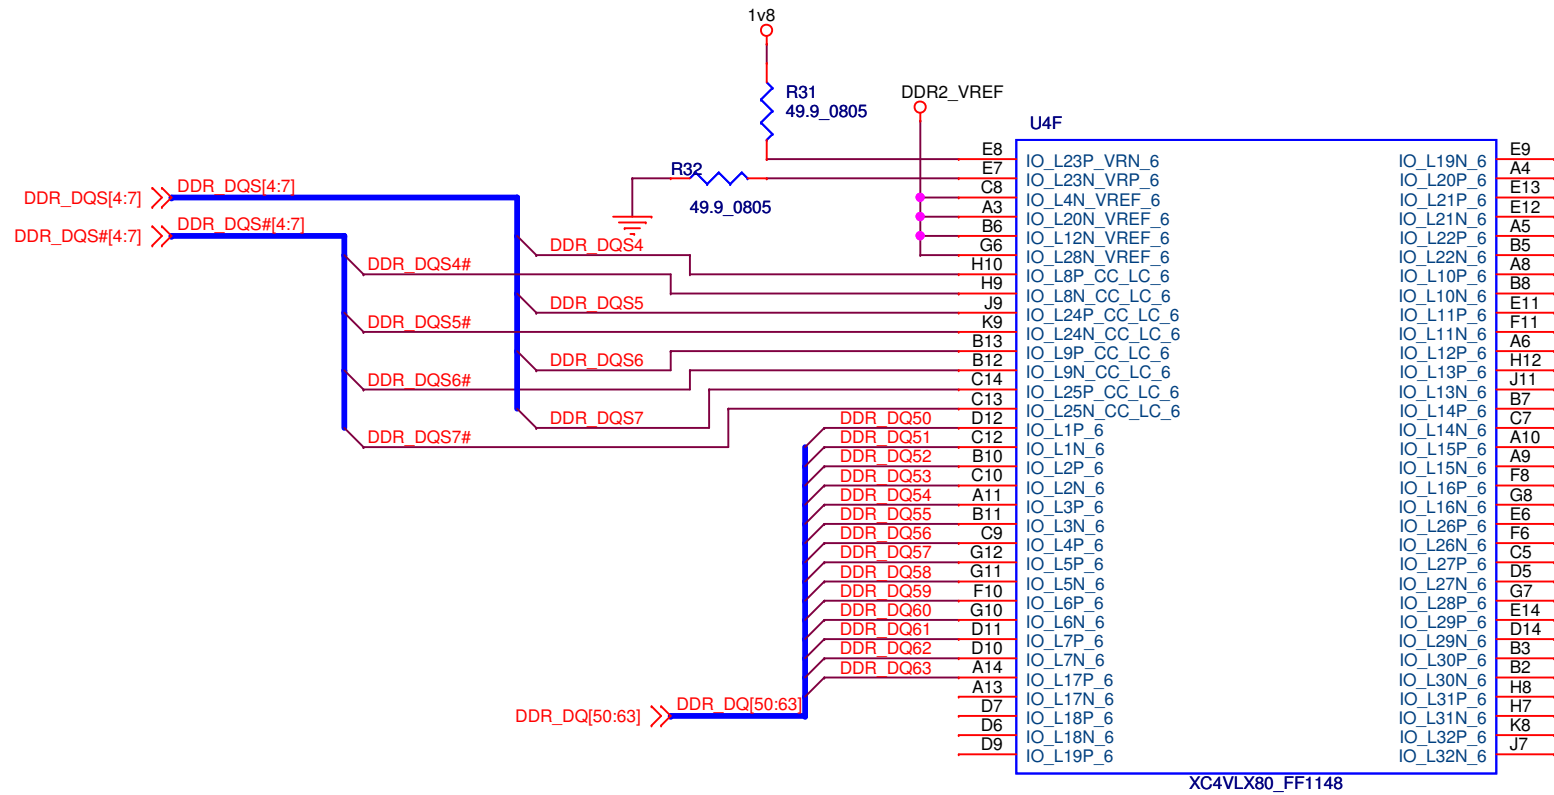 1v8
R31
49.9_0805
DDR2_VREF
U4F
R32
49.9_0805
DDR_DQS[4:7]
DDR_DQS[4:7]
DDR_DQS#[4:7]
DDR_DQS#[4:7]
DDR_DQS4
DDR_DQS4#
DDR_DQS5
DDR_DQS5#
DDR_DQS6
DDR_DQS6#
DDR_DQS7
DDR_DQS7#
DDR_DQ50
DDR_DQ51
DDR_DQ52
DDR_DQ53
DDR_DQ54
DDR_DQ55
DDR_DQ56
DDR_DQ57
DDR_DQ58
DDR_DQ59
DDR_DQ60
DDR_DQ61
DDR_DQ62
DDR_DQ63
DDR_DQ[50:63]
DDR_DQ[50:63]
E8 IO_L23P_VRN_6
E7 IO_L23N_VRP_6
C8 IO_L4N_VREF_6
A3 IO_L20N_VREF_6
B6 IO_L12N_VREF_6
G6 IO_L28N_VREF_6
H10 IO_L8P_CC_LC_6
H9 IO_L8N_CC_LC_6
J9 IO_L24P_CC_LC_6
K9 IO_L24N_CC_LC_6
B13 IO_L9P_CC_LC_6
B12 IO_L9N_CC_LC_6
C14 IO_L25P_CC_LC_6
C13 IO_L25N_CC_LC_6
D12 IO_L1P_6
C12 IO_L1N_6
B10 IO_L2P_6
C10 IO_L2N_6
A11 IO_L3P_6
B11 IO_L3N_6
C9 IO_L4P_6
G12 IO_L5P_6
G11 IO_L5N_6
F10 IO_L6P_6
G10 IO_L6N_6
D11 IO_L7P_6
D10 IO_L7N_6
A14 IO_L17P_6
A13 IO_L17N_6
D7 IO_L18P_6
D6 IO_L18N_6
D9 IO_L19P_6
IO_L19N_6 E9
IO_L20P_6 A4
IO_L21P_6 E13
IO_L21N_6 E12
IO_L22P_6 A5
IO_L22N_6 B5
IO_L10P_6 A8
IO_L10N_6 B8
IO_L11P_6 E11
IO_L11N_6 F11
IO_L12P_6 A6
IO_L13P_6 H12
IO_L13N_6 J11
IO_L14P_6 B7
IO_L14N_6 C7
IO_L15P_6 A10
IO_L15N_6 A9
IO_L16P_6 F8
IO_L16N_6 G8
IO_L26P_6 E6
IO_L26N_6 F6
IO_L27P_6 C5
IO_L27N_6 D5
IO_L28P_6 G7
IO_L29P_6 E14
IO_L29N_6 D14
IO_L30P_6 B3
IO_L30N_6 B2
IO_L31P_6 H8
IO_L31N_6 H7
IO_L32P_6 K8
IO_L32N_6 J7
XC4VLX80_FF1148